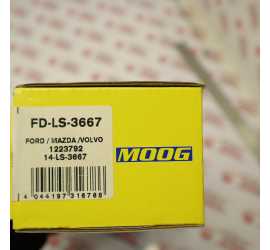 FD-LS-3667
FORD / MAZDA /VOLVO
1223792
14-LS-3667
MOOG
4 044197 316768